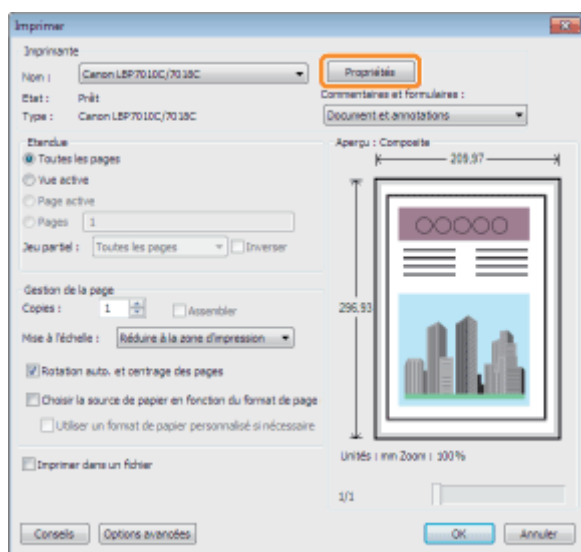 Imprimer
Imprimante
Nom : Canon LBP7010C/7018C Propriétés
Etat : Prêt Commentaires et formulaires :
Type : Canon LBP7010C/7018C Document et annotations
Etendue Aperçu : Composite
Toutes les pages 209,97
Vue active
Page active
Pages 1
OOOOO
Jeu partiel : Toutes les pages Inverser
Gestion de la page
Copies : 1 Assembler 296,93
Mise à l'échelle : Réduire à la zone d'impression
Rotation auto. et centrage des pages
Choisir la source de papier en fonction du format de page
Utiliser un format de papier personnalisé si nécessaire
Unités : mm Zoom : 100%
Imprimer dans un fichier
1/1
Conseils Options avancées OK Annuler